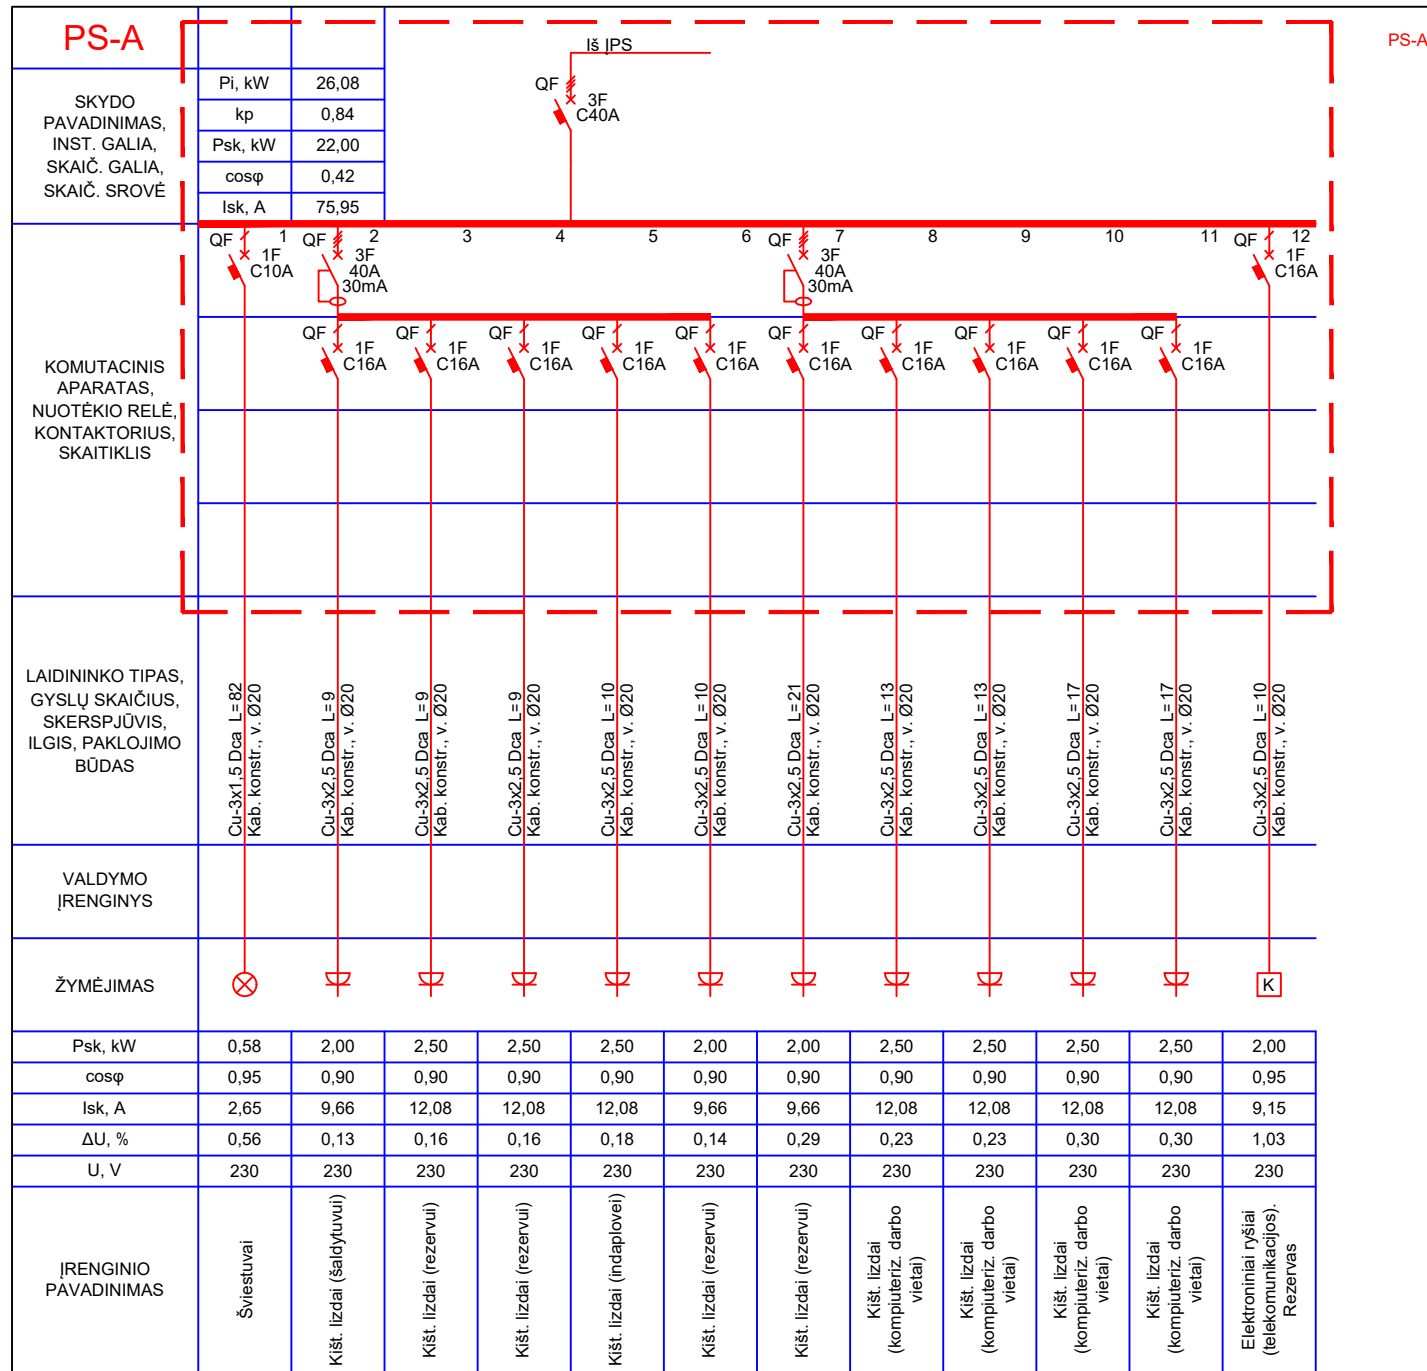 PS-A
PS-A
Iš ĮPS
QF
3F
C40A
SKYDO
PAVADINIMAS,
INST. GALIA,
SKAIČ. GALIA,
SKAIČ. SROVĖ
Pi, kW 26,08
kp 0,84
Psk, kW 22,00
cosφ 0,42
Isk, A 75,95
1 2 3 4 5 6 7 8 9 10 11 12
QF 1F C10A
QF 3F 40A 30mA
QF 3F 40A 30mA
QF 1F C16A
KOMUTACINIS
APARATAS,
NUOTĖKIO RELĖ,
KONTAKTORIUS,
SKAITIKLIS
QF 1F C16A
QF 1F C16A
QF 1F C16A
QF 1F C16A
QF 1F C16A
QF 1F C16A
QF 1F C16A
QF 1F C16A
QF 1F C16A
QF 1F C16A
LAIDININKO TIPAS,
GYSLŲ SKAIČIUS,
SKERSPJŪVIS,
ILGIS, PAKLOJIMO
BŪDAS
Cu-3x1,5 Dca L=82
Kab. konstr., v. Ø20
Cu-3x2,5 Dca L=9
Kab. konstr., v. Ø20
Cu-3x2,5 Dca L=9
Kab. konstr., v. Ø20
Cu-3x2,5 Dca L=9
Kab. konstr., v. Ø20
Cu-3x2,5 Dca L=10
Kab. konstr., v. Ø20
Cu-3x2,5 Dca L=10
Kab. konstr., v. Ø20
Cu-3x2,5 Dca L=21
Kab. konstr., v. Ø20
Cu-3x2,5 Dca L=13
Kab. konstr., v. Ø20
Cu-3x2,5 Dca L=13
Kab. konstr., v. Ø20
Cu-3x2,5 Dca L=17
Kab. konstr., v. Ø20
Cu-3x2,5 Dca L=17
Kab. konstr., v. Ø20
Cu-3x2,5 Dca L=10
Kab. konstr., v. Ø20
VALDYMO
ĮRENGINYS
ŽYMĖJIMAS
K
Psk, kW 0,58 2,00 2,50 2,50 2,50 2,00 2,00 2,50 2,50 2,50 2,50 2,00
cosφ 0,95 0,90 0,90 0,90 0,90 0,90 0,90 0,90 0,90 0,90 0,90 0,95
Isk, A 2,65 9,66 12,08 12,08 12,08 9,66 9,66 12,08 12,08 12,08 12,08 9,15
ΔU, % 0,56 0,13 0,16 0,16 0,18 0,14 0,29 0,23 0,23 0,30 0,30 1,03
U, V 230 230 230 230 230 230 230 230 230 230 230 230
ĮRENGINIO
PAVADINIMAS
Šviestuvai
Kišt. lizdai (šaldytuvui)
Kišt. lizdai (rezervui)
Kišt. lizdai (rezervui)
Kišt. lizdai (indaplovei)
Kišt. lizdai (rezervui)
Kišt. lizdai (rezervui)
Kišt. lizdai
(kompiuteriz. darbo
vietai)
Kišt. lizdai
(kompiuteriz. darbo
vietai)
Kišt. lizdai
(kompiuteriz. darbo
vietai)
Kišt. lizdai
(kompiuteriz. darbo
vietai)
Elektroniniai ryšiai
(telekomunikacijos).
Rezervas